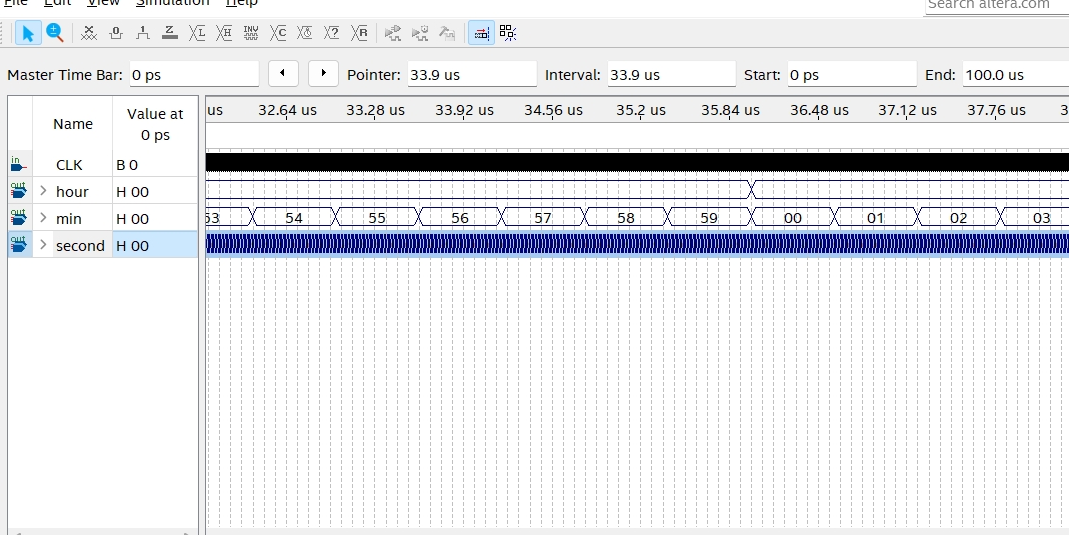 File Edit View Simulation Help
Search altera.com
Master Time Bar: 0 ps Pointer: 33.9 us Interval: 33.9 us Start: 0 ps End: 100.0 us
Name Value at 0 ps
us 32.64 us 33.28 us 33.92 us 34.56 us 35.2 us 35.84 us 36.48 us 37.12 us 37.76 us 3
in CLK B 0
out hour H 00
out min H 00 53 54 55 56 57 58 59 00 01 02 03
out second H 00